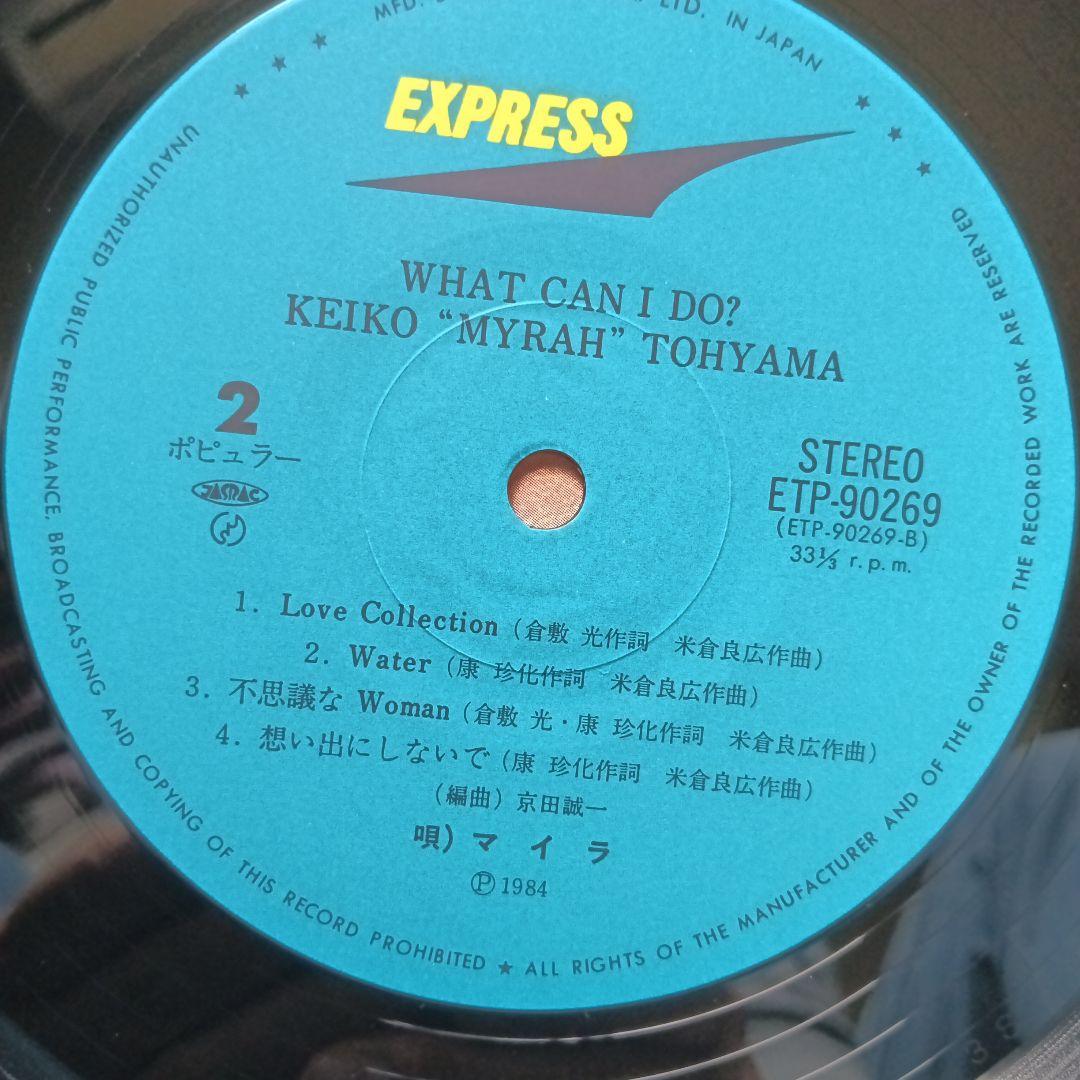 MFD. LTD. IN JAPAN
EXPRESS
WHAT CAN I DO?
KEIKO “MYRAH” TOHYAMA
2
ポピュラー
JASRAC
STEREO
ETP-90269
(ETP-90269-B)
33⅓ r.p.m.
1. Love Collection (倉敷 光作詞 米倉良広作曲)
2. Water (康 珍化作詞 米倉良広作曲)
3. 不思議な Woman (倉敷 光・康 珍化作詞 米倉良広作曲)
4. 想い出にしないで (康 珍化作詞 米倉良広作曲)
(編曲) 京田誠一
唄) マイラ
Ⓟ1984
UNAUTHORIZED PUBLIC PERFORMANCE, BROADCASTING AND COPYING OF THIS RECORD PROHIBITED ★ ALL RIGHTS OF THE MANUFACTURER AND OF THE OWNER OF THE RECORDED WORK ARE RESERVED